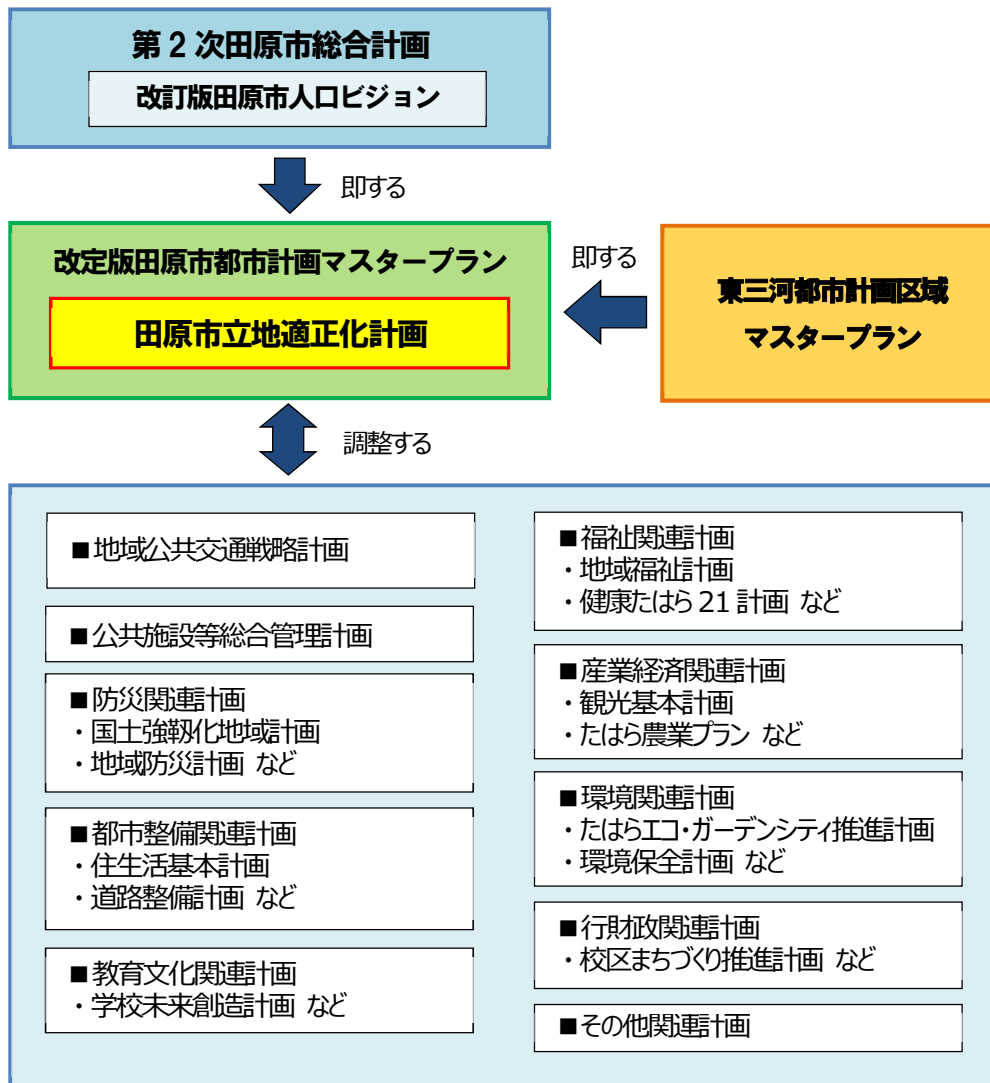 第2次田原市総合計画
改訂版田原市人口ビジョン
即する
改定版田原市都市計画マスタープラン
田原市立地適正化計画
即する
東三河都市計画区域
マスタープラン
調整する
■地域公共交通戦略計画
■公共施設等総合管理計画
■防災関連計画
・国土強靱化地域計画
・地域防災計画 など
■都市整備関連計画
・住生活基本計画
・道路整備計画 など
■教育文化関連計画
・学校未来創造計画 など
■福祉関連計画
・地域福祉計画
・健康たはら21計画 など
■産業経済関連計画
・観光基本計画
・たはら農業プラン など
■環境関連計画
・たはらエコ・ガーデンシティ推進計画
・環境保全計画 など
■行財政関連計画
・校区まちづくり推進計画 など
■その他関連計画